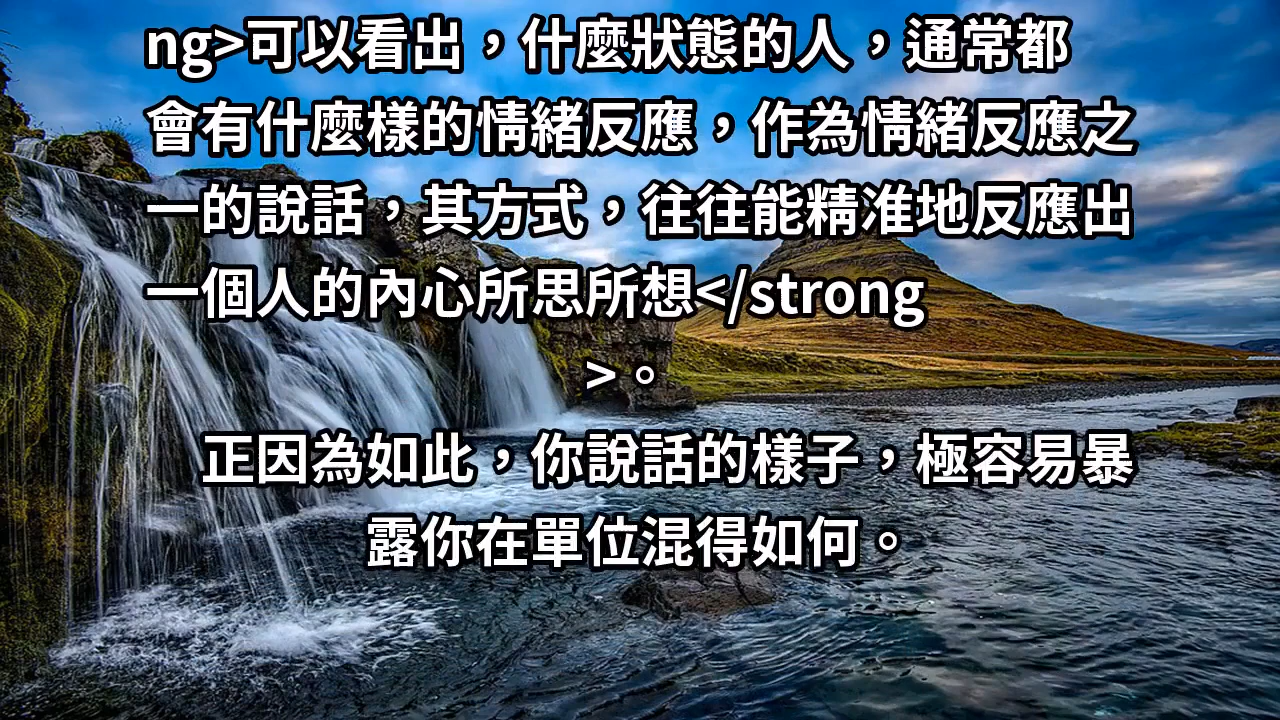 ng>可以看出，什麼狀態的人，通常都
會有什麼樣的情緒反應，作為情緒反應之
一的說話，其方式，往往能精准地反應出
一個人的內心所思所想</strong
>。
正因為如此，你說話的樣子，極容易暴
露你在單位混得如何。